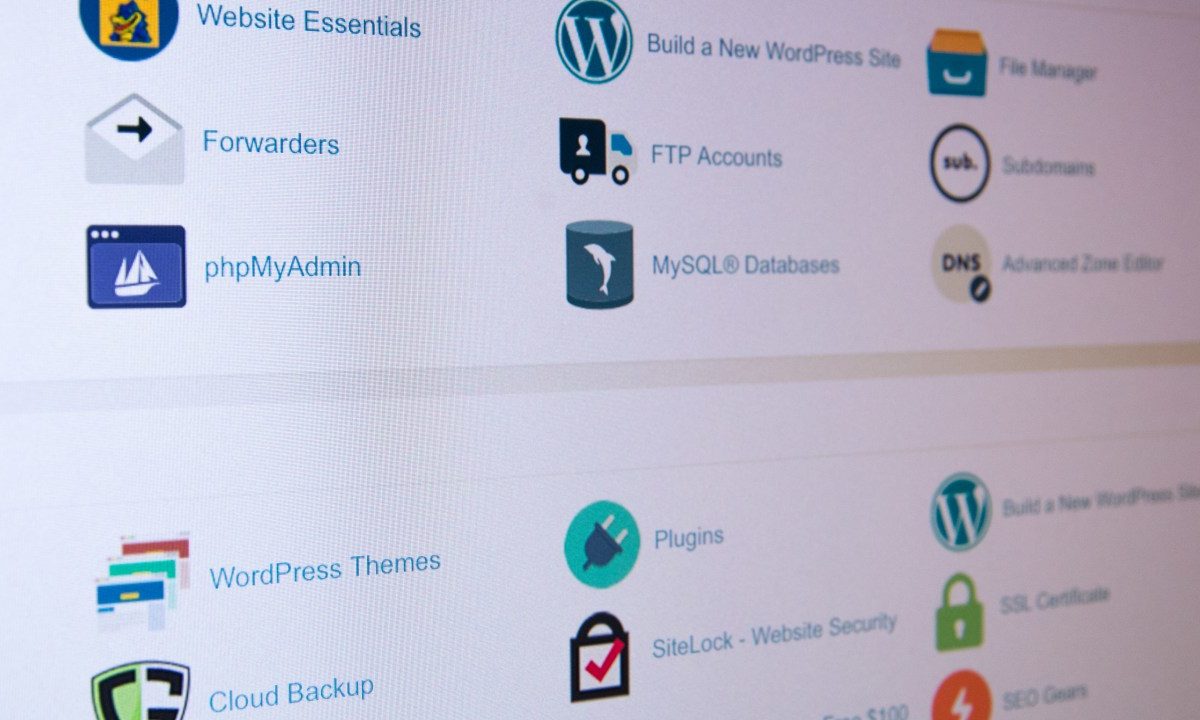 Website Essentials
Build a New WordPress Site
File Manager
Forwarders
FTP Accounts
sub.
Subdomains
phpMyAdmin
MySQL® Databases
DNS
Advanced Zone Editor
WordPress Themes
Plugins
Build a New WordPress Site
SSL Certificate
SiteLock - Website Security
Cloud Backup
SEO Gears
Free $100